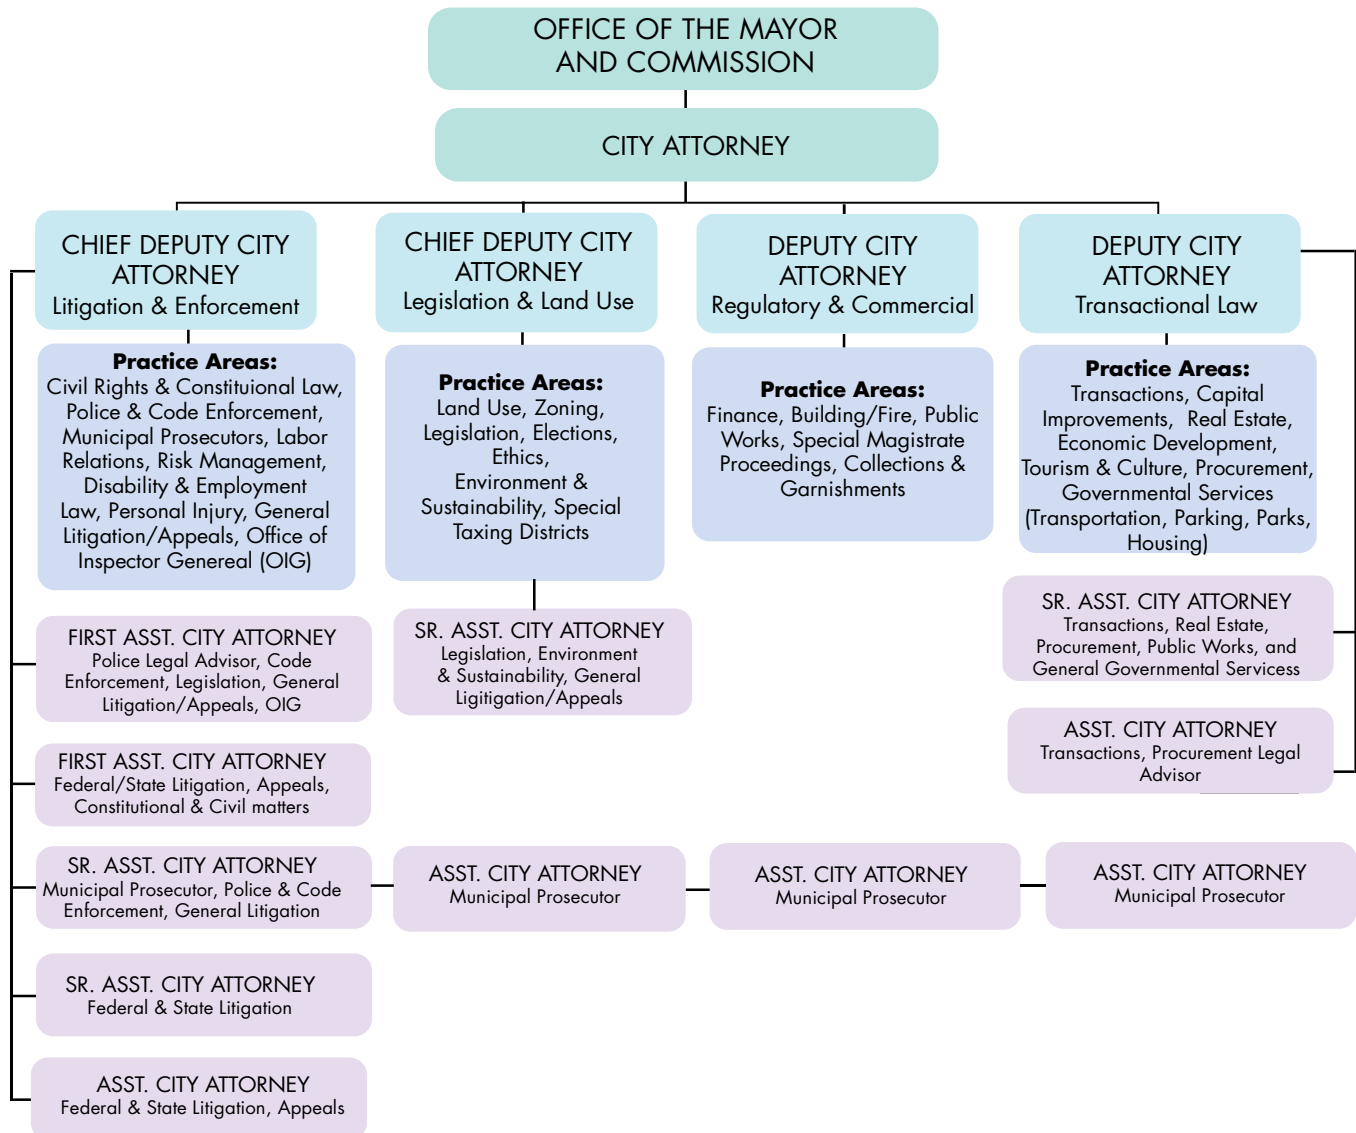 OFFICE OF THE MAYOR
AND COMMISSION
CITY ATTORNEY
CHIEF DEPUTY CITY
ATTORNEY
Litigation & Enforcement
CHIEF DEPUTY CITY
ATTORNEY
Legislation & Land Use
DEPUTY CITY
ATTORNEY
Regulatory & Commercial
DEPUTY CITY
ATTORNEY
Transactional Law
Practice Areas:
Civil Rights & Constituional Law,
Police & Code Enforcement,
Municipal Prosecutors, Labor
Relations, Risk Management,
Disability & Employment
Law, Personal Injury, General
Litigation/Appeals, Office of
Inspector Genereal (OIG)
Practice Areas:
Land Use, Zoning,
Legislation, Elections,
Ethics,
Environment &
Sustainability, Special
Taxing Districts
Practice Areas:
Finance, Building/Fire, Public
Works, Special Magistrate
Proceedings, Collections &
Garnishments
Practice Areas:
Transactions, Capital
Improvements, Real Estate,
Economic Development,
Tourism & Culture, Procurement,
Governmental Services
(Transportation, Parking, Parks,
Housing)
FIRST ASST. CITY ATTORNEY
Police Legal Advisor, Code
Enforcement, Legislation, General
Litigation/Appeals, OIG
SR. ASST. CITY ATTORNEY
Legislation, Environment
& Sustainability, General
Ligitigation/Appeals
SR. ASST. CITY ATTORNEY
Transactions, Real Estate,
Procurement, Public Works, and
General Governmental Servicess
FIRST ASST. CITY ATTORNEY
Federal/State Litigation, Appeals,
Constitutional & Civil matters
ASST. CITY ATTORNEY
Transactions, Procurement Legal
Advisor
SR. ASST. CITY ATTORNEY
Municipal Prosecutor, Police & Code
Enforcement, General Litigation
ASST. CITY ATTORNEY
Municipal Prosecutor
ASST. CITY ATTORNEY
Municipal Prosecutor
ASST. CITY ATTORNEY
Municipal Prosecutor
SR. ASST. CITY ATTORNEY
Federal & State Litigation
ASST. CITY ATTORNEY
Federal & State Litigation, Appeals